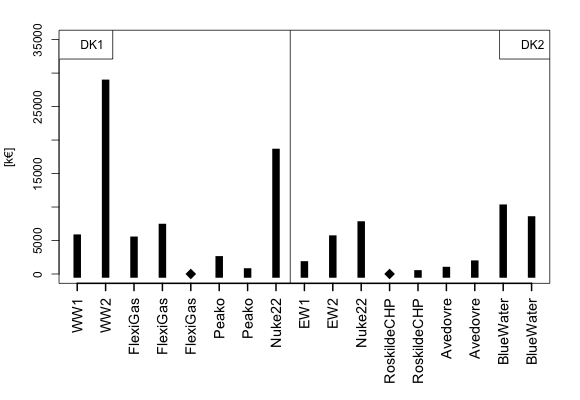 DK1
DK2
[k€]
35000
25000
15000
5000
0
WW1
WW2
FlexiGas
FlexiGas
FlexiGas
Peako
Peako
Nuke22
EW1
EW2
Nuke22
RoskildeCHP
RoskildeCHP
Avedovre
Avedovre
BlueWater
BlueWater